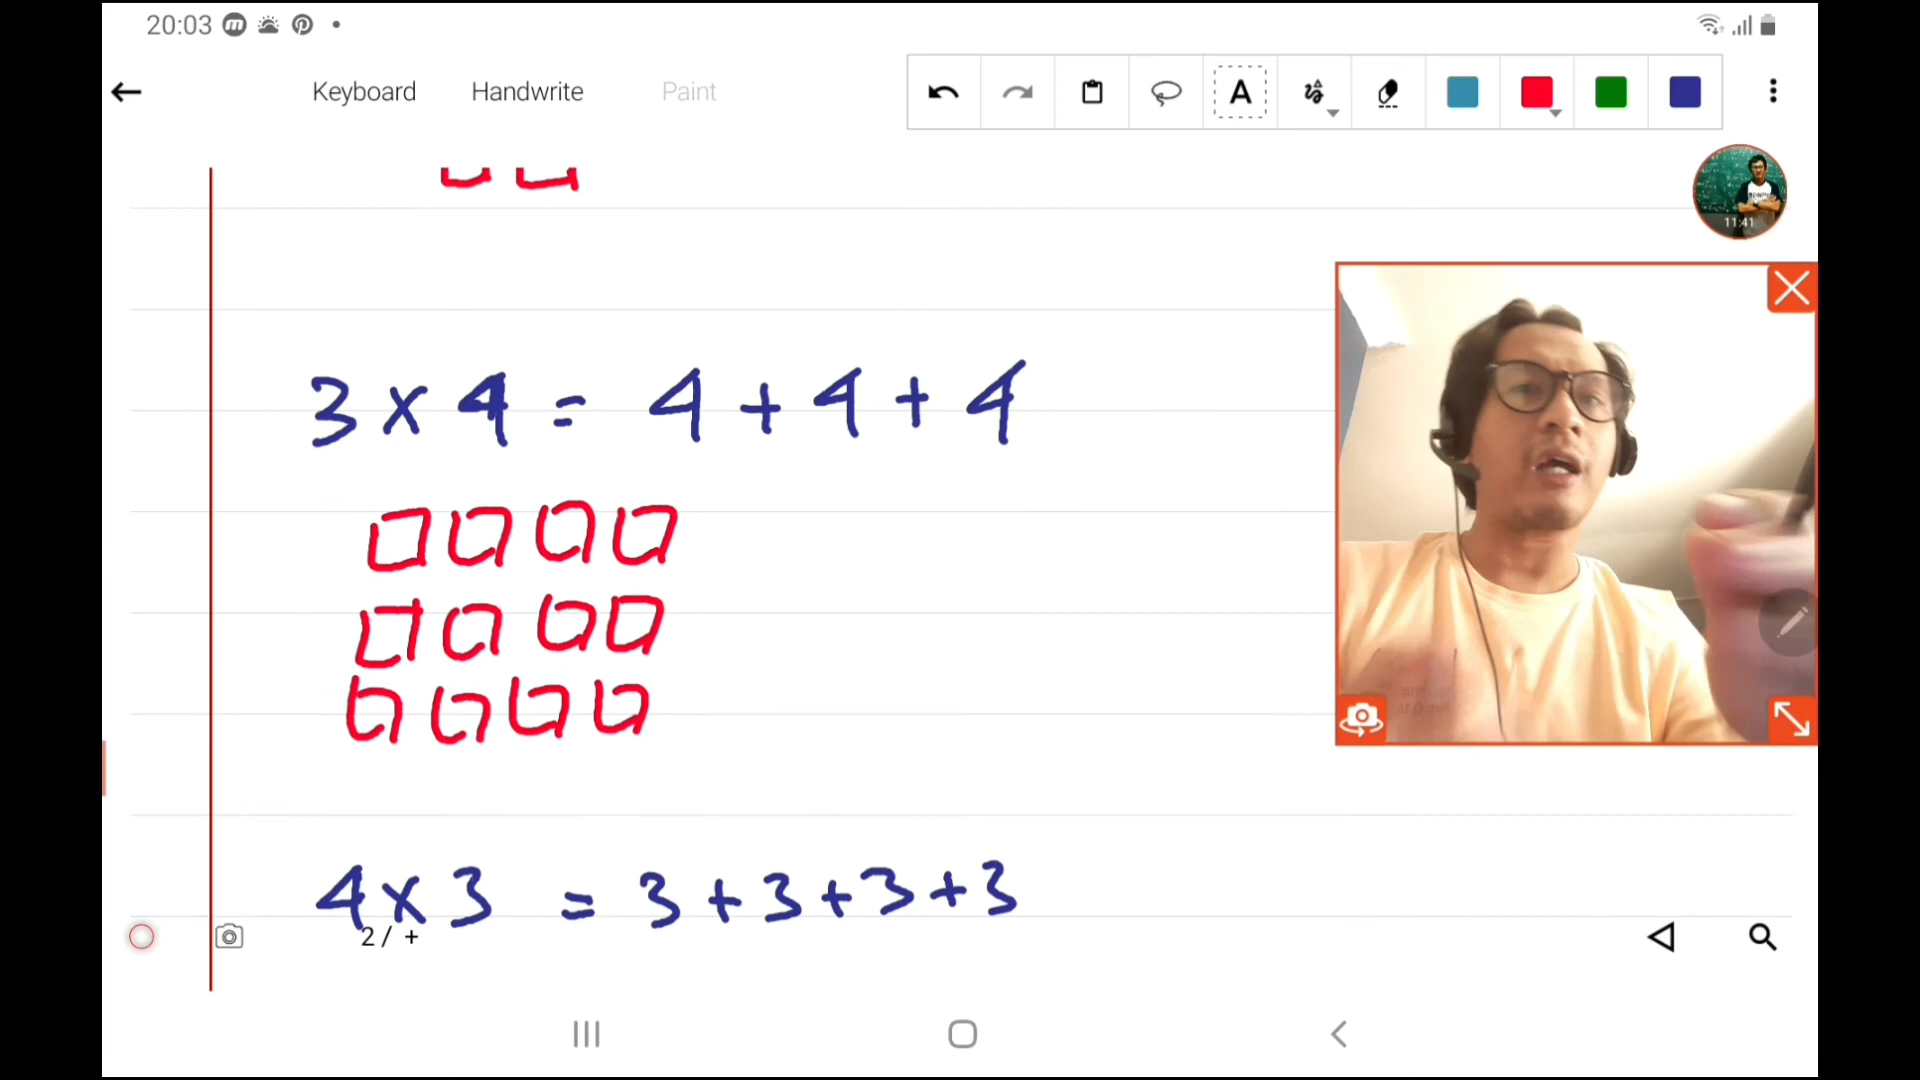 20:03
Keyboard Handwrite Paint A
11:41
3 x 4 = 4 + 4 + 4
4 x 3 = 3 + 3 + 3 + 3
2 / +